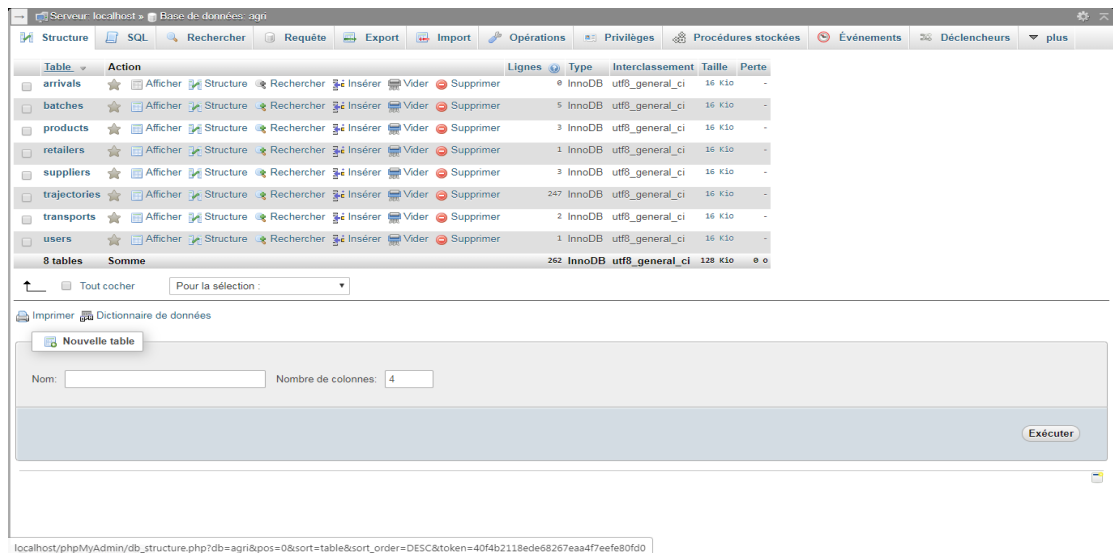 Serveur: localhost » Base de données: agri
Structure SQL Rechercher Requête Export Import Opérations Privilèges Procédures stockées Événements Déclencheurs plus
Table Action Lignes Type Interclassement Taille Perte
arrivals Afficher Structure Rechercher Insérer Vider Supprimer 0 InnoDB utf8_general_ci 16 Kio -
batches Afficher Structure Rechercher Insérer Vider Supprimer 5 InnoDB utf8_general_ci 16 Kio -
products Afficher Structure Rechercher Insérer Vider Supprimer 3 InnoDB utf8_general_ci 16 Kio -
retailers Afficher Structure Rechercher Insérer Vider Supprimer 1 InnoDB utf8_general_ci 16 Kio -
suppliers Afficher Structure Rechercher Insérer Vider Supprimer 3 InnoDB utf8_general_ci 16 Kio -
trajectories Afficher Structure Rechercher Insérer Vider Supprimer 247 InnoDB utf8_general_ci 16 Kio -
transports Afficher Structure Rechercher Insérer Vider Supprimer 2 InnoDB utf8_general_ci 16 Kio -
users Afficher Structure Rechercher Insérer Vider Supprimer 1 InnoDB utf8_general_ci 16 Kio -
8 tables Somme 262 InnoDB utf8_general_ci 128 Kio 0 o
Tout cocher Pour la sélection :
Imprimer Dictionnaire de données
Nouvelle table
Nom: Nombre de colonnes: 4
Exécuter
localhost/phpMyAdmin/db_structure.php?db=agri&pos=0&sort=table&sort_order=DESC&token=40f4b2118ede68267eaa4f7eefe80fd0